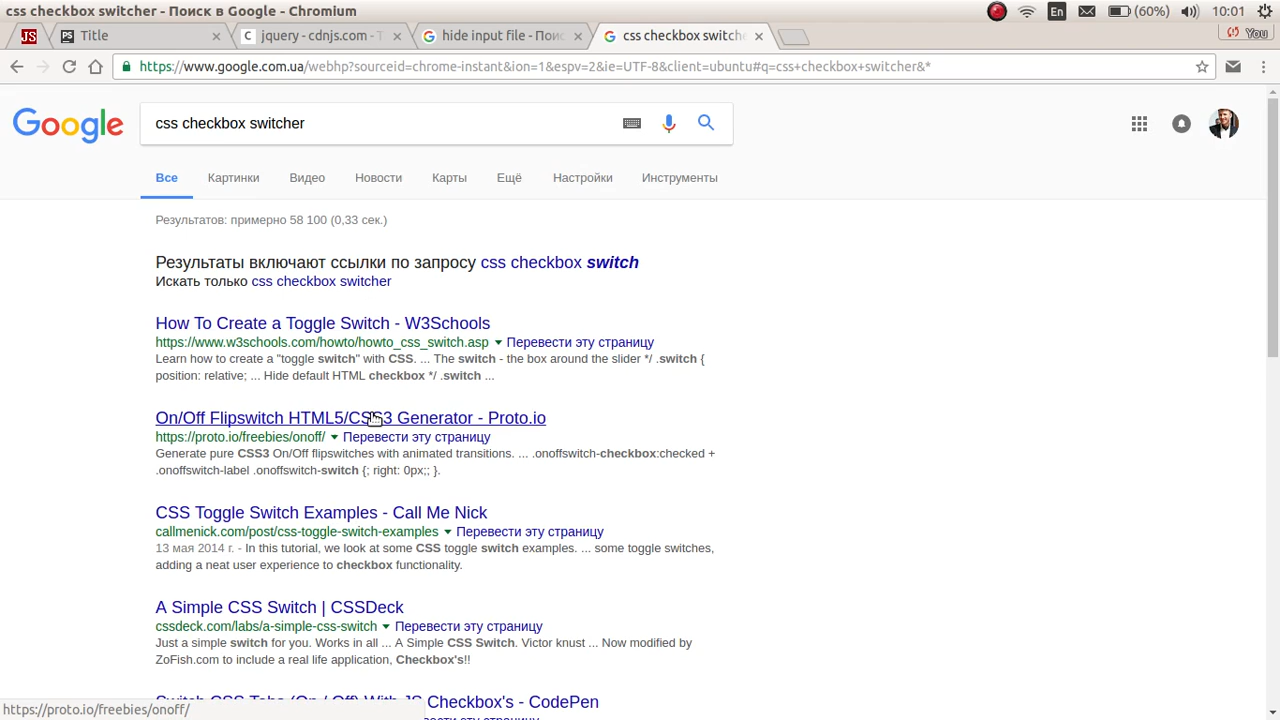 css checkbox switcher - Поиск в Google - Chromium
En (60%) 10:01
JS PS Title × C jquery - cdnjs.com - T × G hide input file - Пои × G css checkbox switche × You
https://www.google.com.ua/webhp?sourceid=chrome-instant&ion=1&espv=2&ie=UTF-8&client=ubuntu#q=css+checkbox+switcher&*
Google css checkbox switcher
Все Картинки Видео Новости Карты Ещё Настройки Инструменты
Результатов: примерно 58 100 (0,33 сек.)
Результаты включают ссылки по запросу css checkbox switch
Искать только css checkbox switcher
How To Create a Toggle Switch - W3Schools
https://www.w3schools.com/howto/howto_css_switch.asp Перевести эту страницу
Learn how to create a "toggle switch" with CSS. ... The switch - the box around the slider */ .switch {
position: relative; ... Hide default HTML checkbox */ .switch ...
On/Off Flipswitch HTML5/CSS3 Generator - Proto.io
https://proto.io/freebies/onoff/ Перевести эту страницу
Generate pure CSS3 On/Off flipswitches with animated transitions. ... .onoffswitch-checkbox:checked +
.onoffswitch-label .onoffswitch-switch {; right: 0px;; }.
CSS Toggle Switch Examples - Call Me Nick
callmenick.com/post/css-toggle-switch-examples Перевести эту страницу
13 мая 2014 г. - In this tutorial, we look at some CSS toggle switch examples. ... some toggle switches,
adding a neat user experience to checkbox functionality.
A Simple CSS Switch | CSSDeck
cssdeck.com/labs/a-simple-css-switch Перевести эту страницу
Just a simple switch for you. Works in all ... A Simple CSS Switch. Victor knust ... Now modified by
ZoFish.com to include a real life application, Checkbox's!!
Switch CSS Tabs (On / Off) With JS Checkbox's - CodePen
https://proto.io/freebies/onoff/